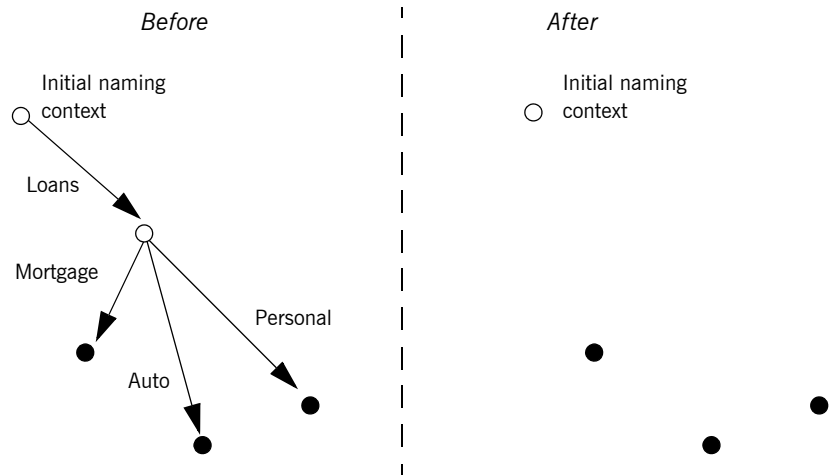 Before
After
Initial naming
context
Initial naming
context
Loans
Mortgage
Personal
Auto